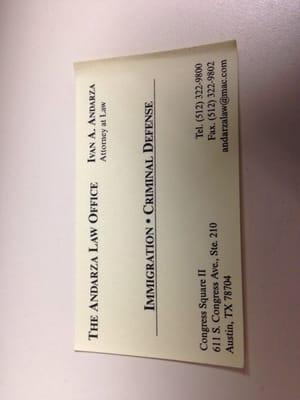 THE ANDARZA LAW OFFICE
IVAN A. ANDARZA
Attorney at Law
IMMIGRATION • CRIMINAL DEFENSE
Congress Square II
611 S. Congress Ave., Ste. 210
Austin, TX 78704
Tel. (512) 322-9800
Fax. (512) 322-9802
andarzalaw@mac.com